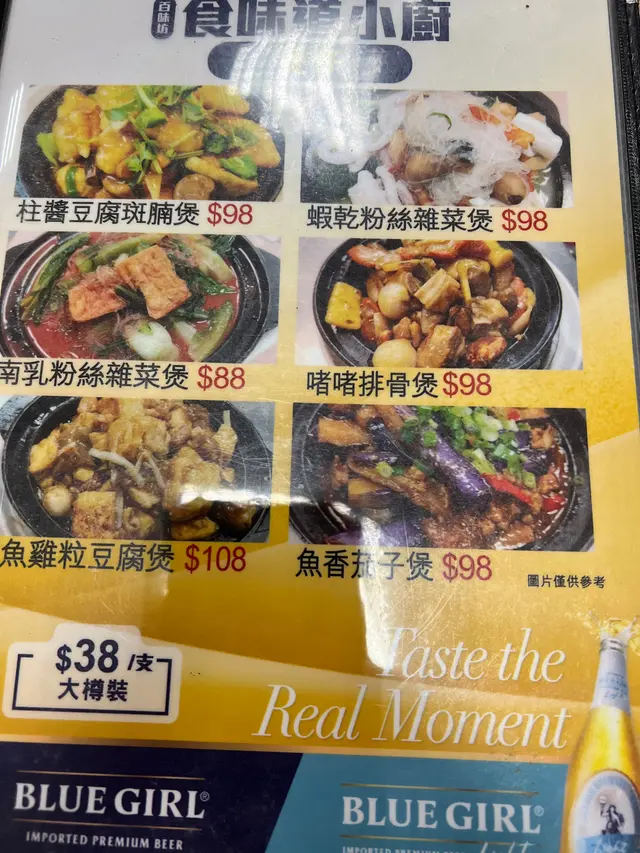 百味坊
食味道小廚
柱醬豆腐斑腩煲 $98
蝦乾粉絲雜菜煲 $98
南乳粉絲雜菜煲 $88
啫啫排骨煲 $98
魚雞粒豆腐煲 $108
魚香茄子煲 $98
圖片僅供參考
$38 /支
大樽裝
Taste the
Real Moment
BLUE GIRL®
IMPORTED PREMIUM BEER
BLUE GIRL®
IMPORTED PREMIUM